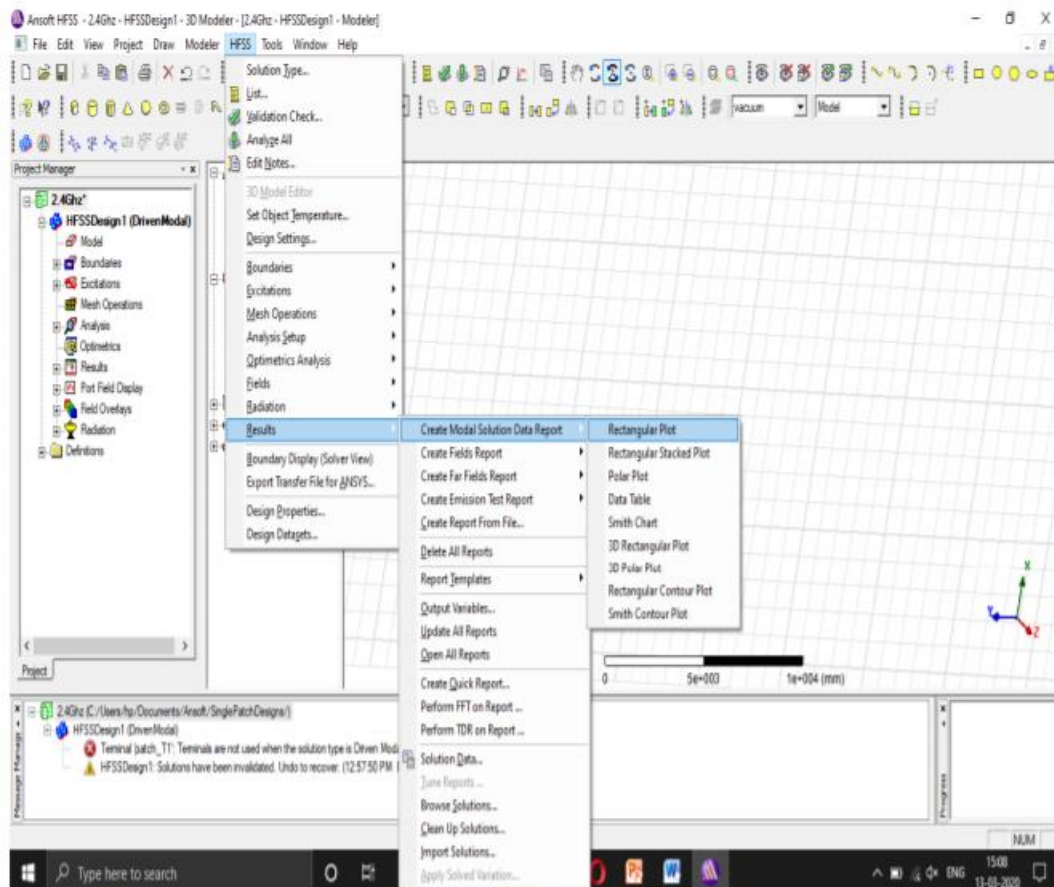 Ansoft HFSS - 2.4Ghz - HFSSDesign1 - 3D Modeler - [2.4Ghz - HFSSDesign1 - Modeler]
File Edit View Project Draw Modeler HFSS Tools Window Help
vacuum Model
Project Manager
2.4Ghz*
HFSSDesign1 (DrivenModal)
Model
Boundaries
Excitations
Mesh Operations
Analysis
Optimetrics
Results
Port Field Display
Field Overlays
Radiation
Definitions
Project
Solution Type...
List...
Validation Check...
Analyze All
Edit Notes...
3D Model Editor
Set Object Temperature...
Design Settings...
Boundaries
Excitations
Mesh Operations
Analysis Setup
Optimetrics Analysis
Fields
Radiation
Results
Boundary Display (Solver View)
Export Transfer File for ANSYS...
Design Properties...
Design Datasets...
Create Modal Solution Data Report
Create Fields Report
Create Far Fields Report
Create Emission Test Report
Create Report From File...
Delete All Reports
Report Templates
Output Variables...
Update All Reports
Open All Reports
Create Quick Report...
Perform FFT on Report ...
Perform TDR on Report ...
Solution Data...
Tune Reports ...
Browse Solutions...
Clean Up Solutions...
Import Solutions...
Apply Solved Variation...
Rectangular Plot
Rectangular Stacked Plot
Polar Plot
Data Table
Smith Chart
3D Rectangular Plot
3D Polar Plot
Rectangular Contour Plot
Smith Contour Plot
X
Y
Z
0 5e+003 1e+004 (mm)
Message Manage
2.4Ghz (C:/Users/hp/Documents/Ansoft/SinglePatchDesigns/)
HFSSDesign1 (DrivenModal)
Terminal 'patch_T1': Terminals are not used when the solution type is Driven Moda
HFSSDesign1: Solutions have been invalidated. Undo to recover. (12:57:50 PM
Progress
NUM
Type here to search
ENG
15:08
13-03-2020